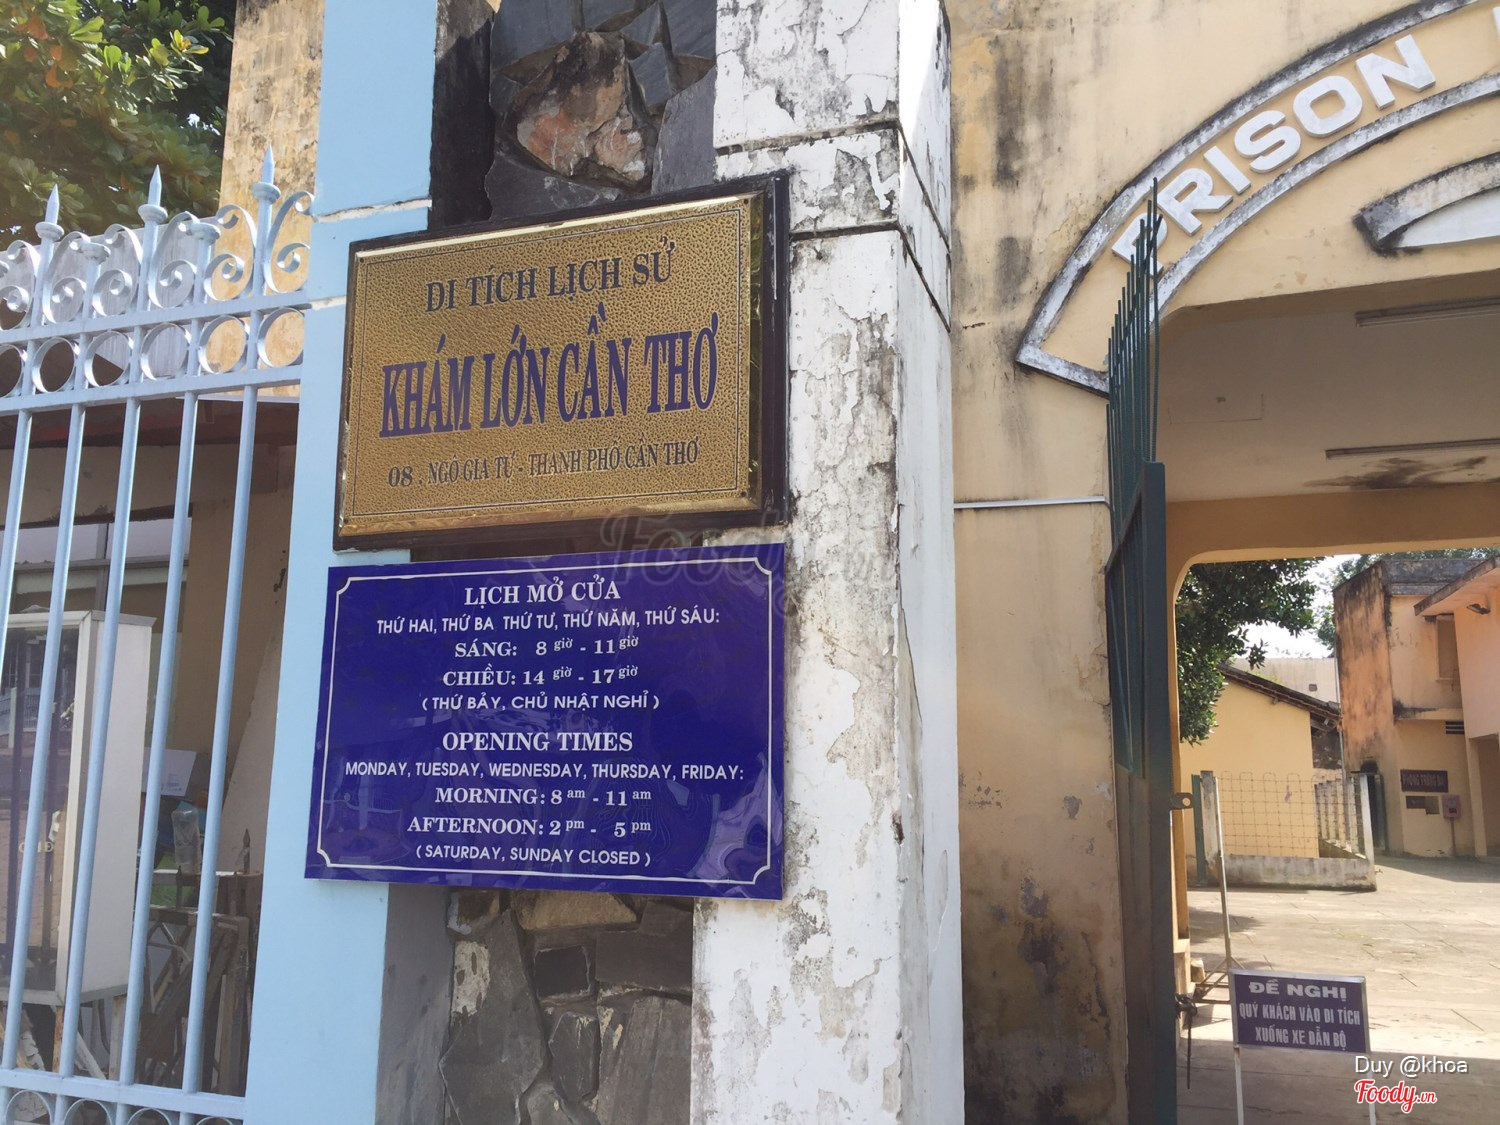 DI TÍCH LỊCH SỬ
KHÁM LỚN CẦN THƠ
08 . NGÔ GIA TỰ - THÀNH PHỐ CẦN THƠ
LỊCH MỞ CỬA
THỨ HAI, THỨ BA THỨ TƯ, THỨ NĂM, THỨ SÁU:
SÁNG: 8 giờ - 11 giờ
CHIỀU: 14 giờ - 17 giờ
( THỨ BẢY, CHỦ NHẬT NGHỈ )
OPENING TIMES
MONDAY, TUESDAY, WEDNESDAY, THURSDAY, FRIDAY:
MORNING: 8 am - 11 am
AFTERNOON: 2 pm - 5 pm
( SATURDAY, SUNDAY CLOSED )
PRISON
ĐỀ NGHỊ
QUÝ KHÁCH VÀO DI TÍCH
XUỐNG XE DẪN BỘ
Foody.vn
Duy @khoa
Foody.vn